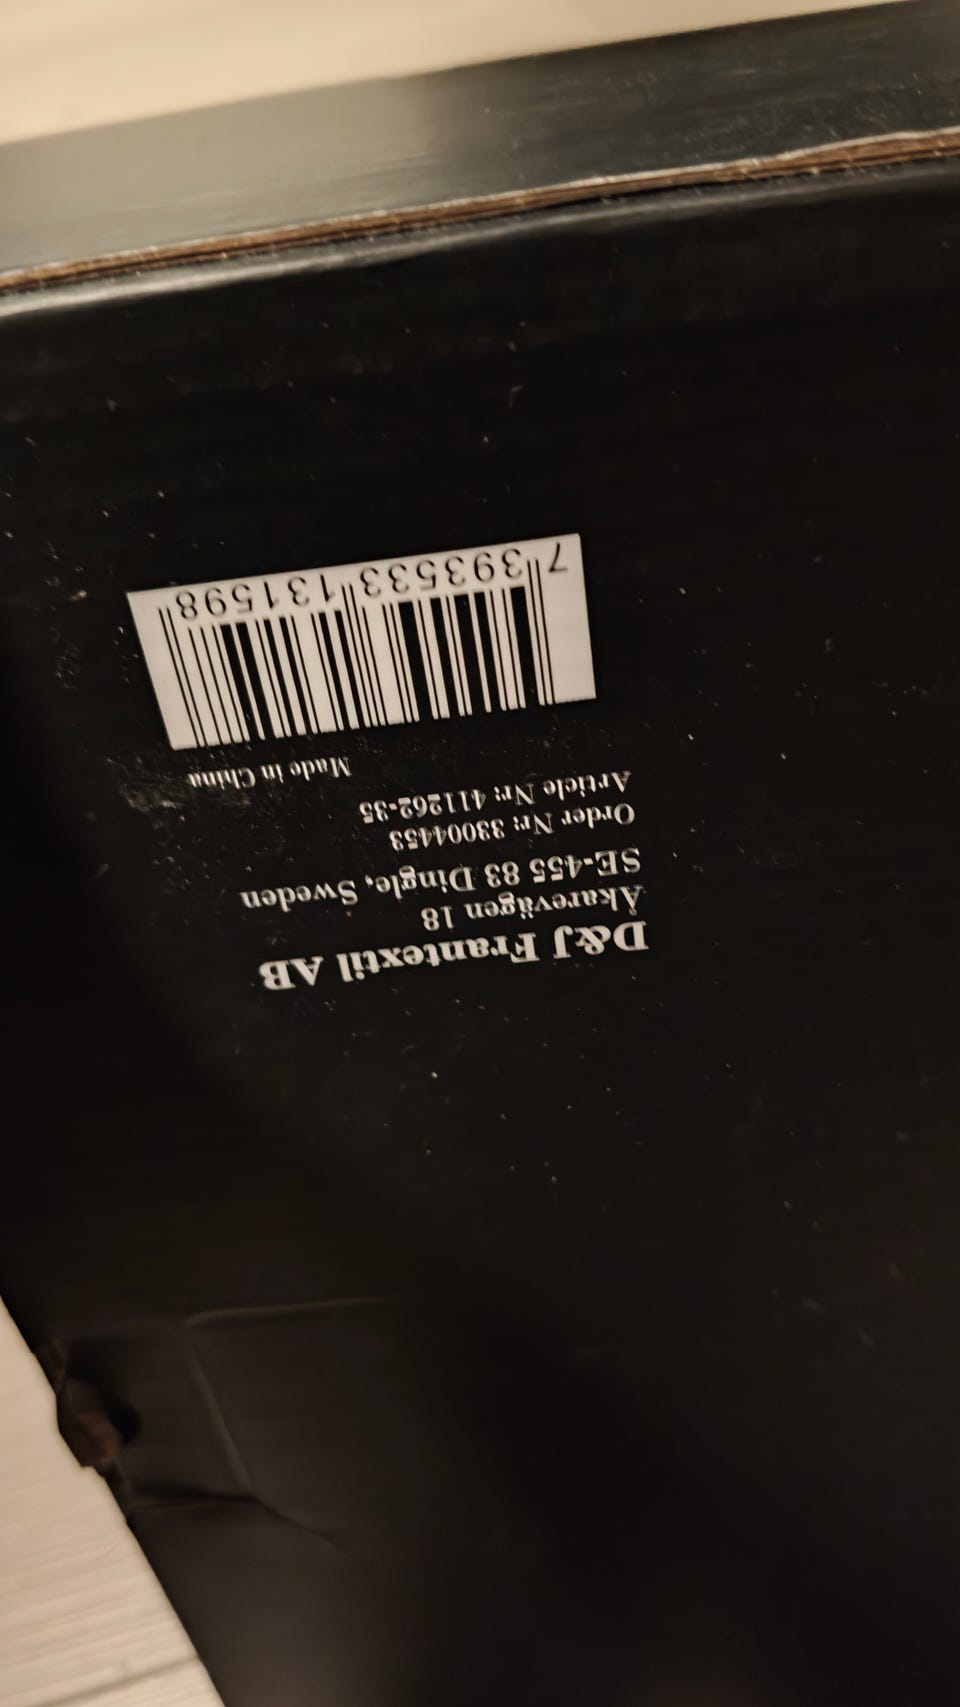 D&J Frantextil AB
Åkarevägen 18
SE-455 83 Dingle, Sweden
Order Nr: 33004453
Article Nr: 411262-35
Made in China
7 393533 131598